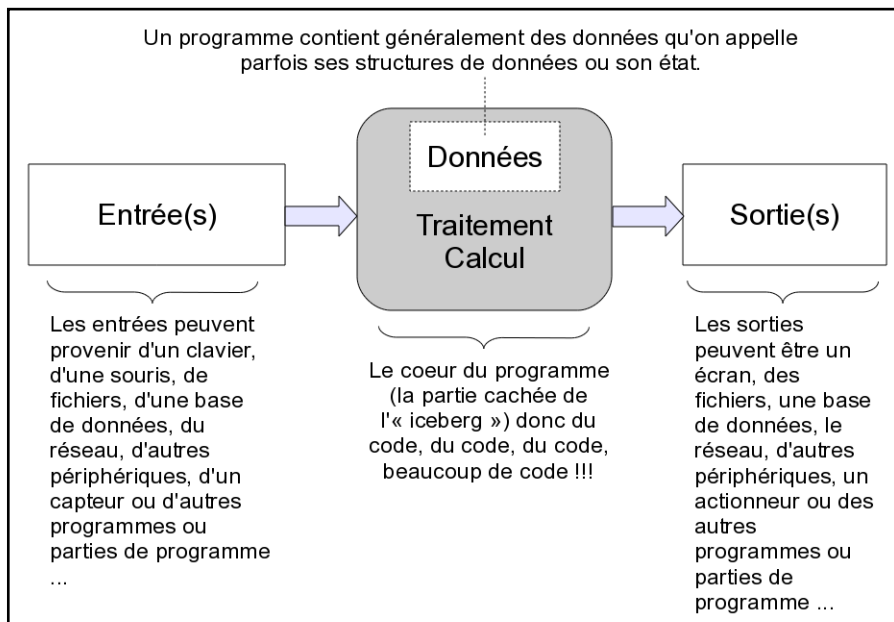 Un programme contient généralement des données qu'on appelle
parfois ses structures de données ou son état.
Données
Entrée(s)
Traitement
Calcul
Sortie(s)
Les entrées peuvent
provenir d'un clavier,
d'une souris, de
fichiers, d'une base
de données, du
réseau, d'autres
périphériques, d'un
capteur ou d'autres
programmes ou
parties de programme
...
Le coeur du programme
(la partie cachée de
l'« iceberg ») donc du
code, du code, du code,
beaucoup de code !!!
Les sorties
peuvent être un
écran, des
fichiers, une base
de données, le
réseau, d'autres
périphériques, un
actionneur ou des
autres
programmes ou
parties de
programme ...